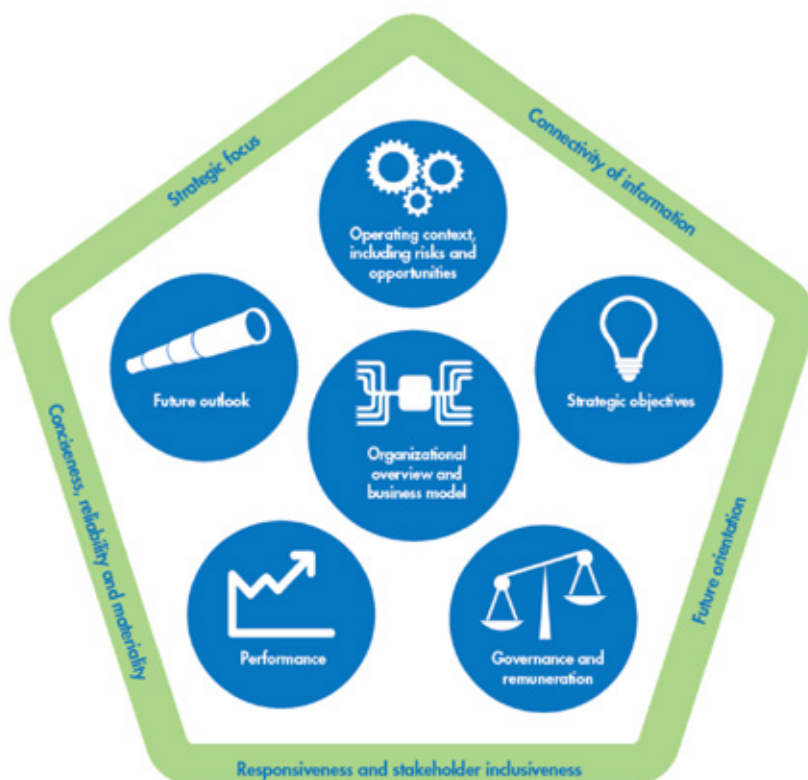 Strategic focus
Connectivity of information
Operating context,
including risks and
opportunities
Future outlook
Strategic objectives
Organizational
overview and
business model
Conciseness, reliability and materiality
Future orientation
Performance
Governance and
remuneration
Responsiveness and stakeholder inclusiveness